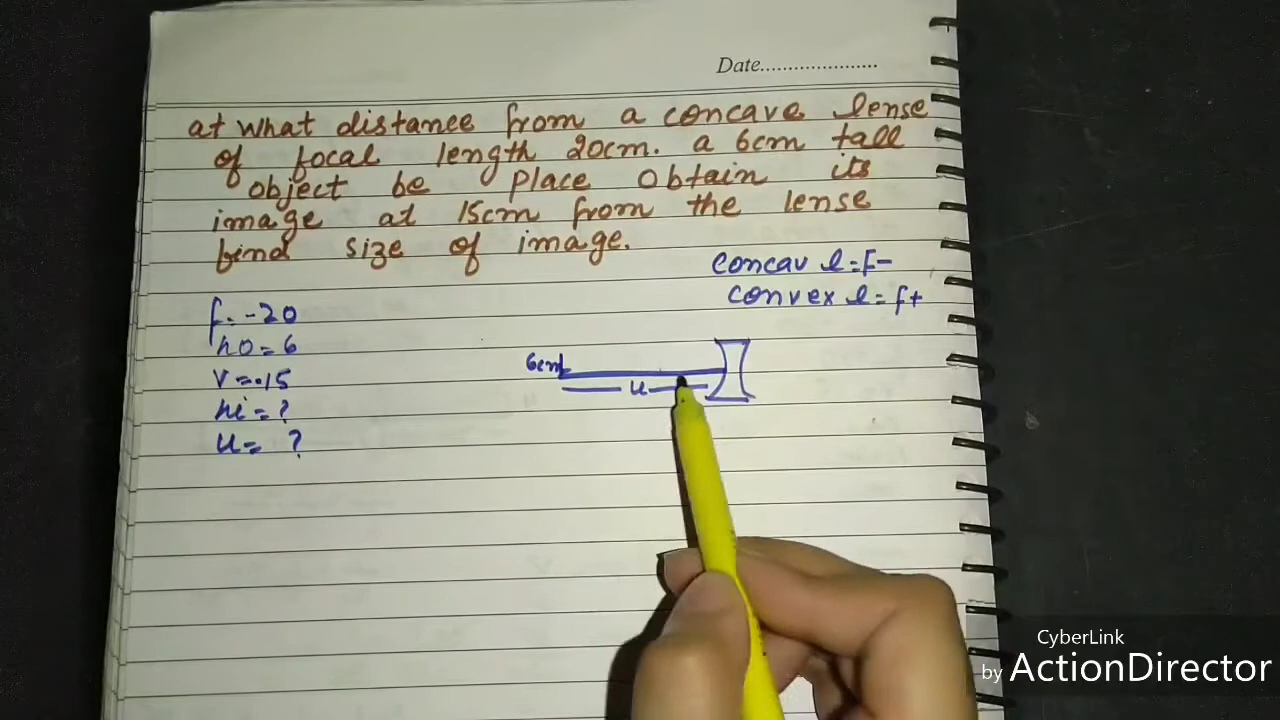 Date.....................
at what distance from a concave lense
of focal length 20cm. a 6cm tall
object be place obtain its
image at 15cm from the lense
find size of image.
Concav l = f-
Convex l = f+
f. -20
ho = 6
v = -15
hi = ?
u = ?
6cm
u
CyberLink
by ActionDirector